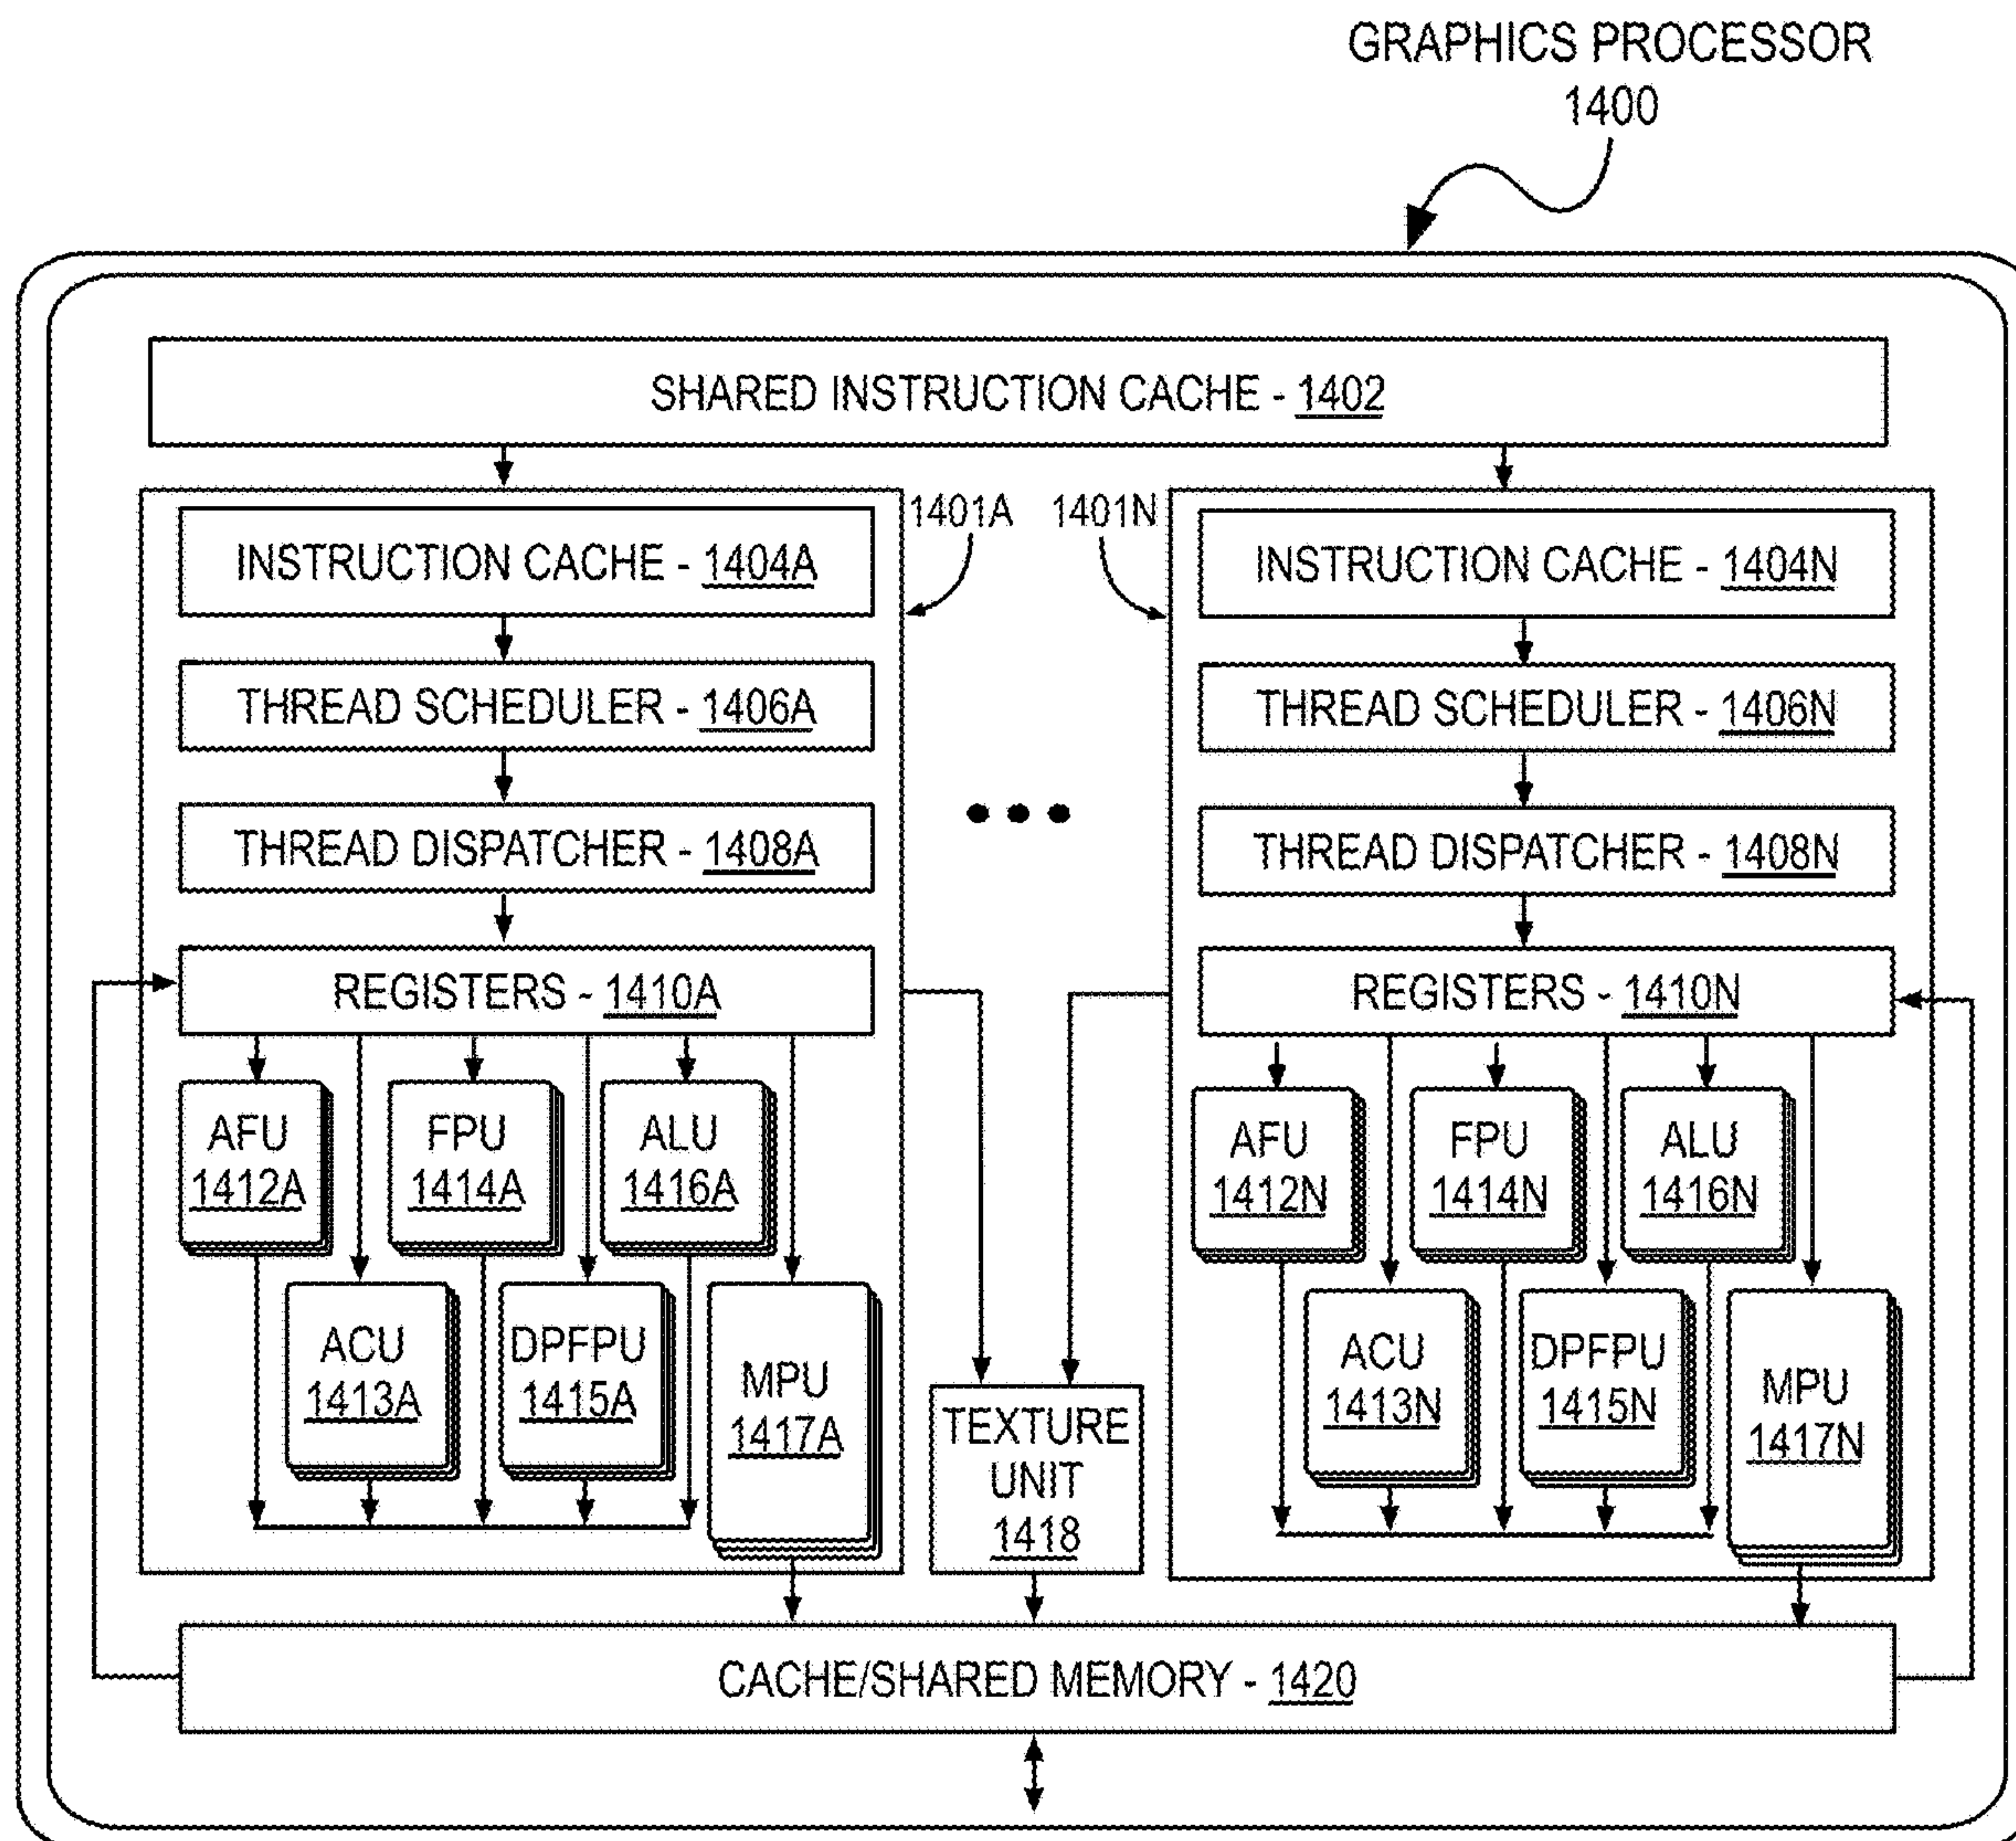 GRAPHICS PROCESSOR
1400
SHARED INSTRUCTION CACHE - 1402
1401A
1401N
INSTRUCTION CACHE - 1404A
THREAD SCHEDULER - 1406A
THREAD DISPATCHER - 1408A
REGISTERS - 1410A
AFU
1412A
FPU
1414A
ALU
1416A
ACU
1413A
DPFPU
1415A
MPU
1417A
INSTRUCTION CACHE - 1404N
THREAD SCHEDULER - 1406N
THREAD DISPATCHER - 1408N
REGISTERS - 1410N
AFU
1412N
FPU
1414N
ALU
1416N
ACU
1413N
DPFPU
1415N
MPU
1417N
TEXTURE
UNIT
1418
CACHE/SHARED MEMORY - 1420